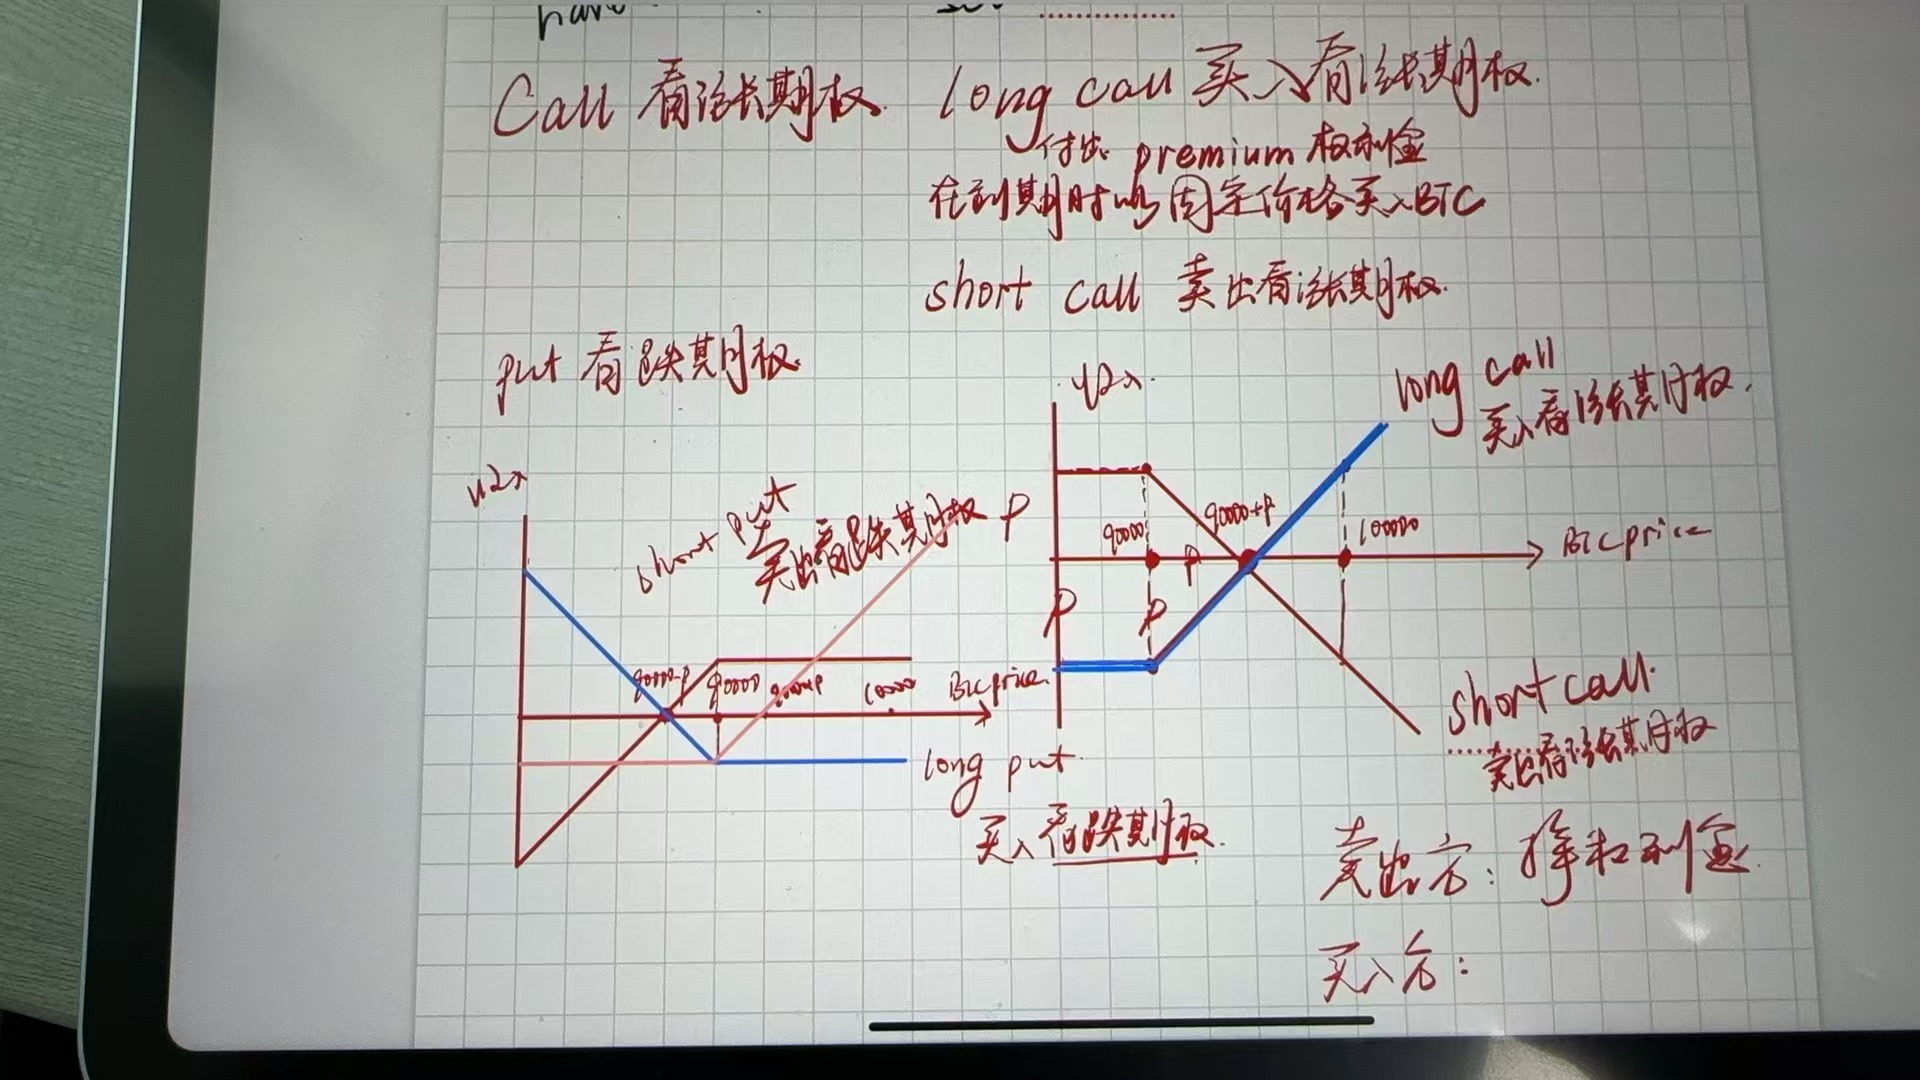 Call 看涨期权 long call 买入看涨期权.
付出 premium 权利金
在到期时以固定价格买入BTC
short call 卖出看涨期权.
put 看跌期权.
收入.
long call
买入看涨期权.
90000
90000+P
100000
BTC price
P
P
P
short call.
卖出看涨期权
收入
short put
卖出看跌期权 P
90000-P 90000 90000+P 100000 BTC price.
long put.
买入看跌期权.
卖出方: 挣权利金.
买入方: